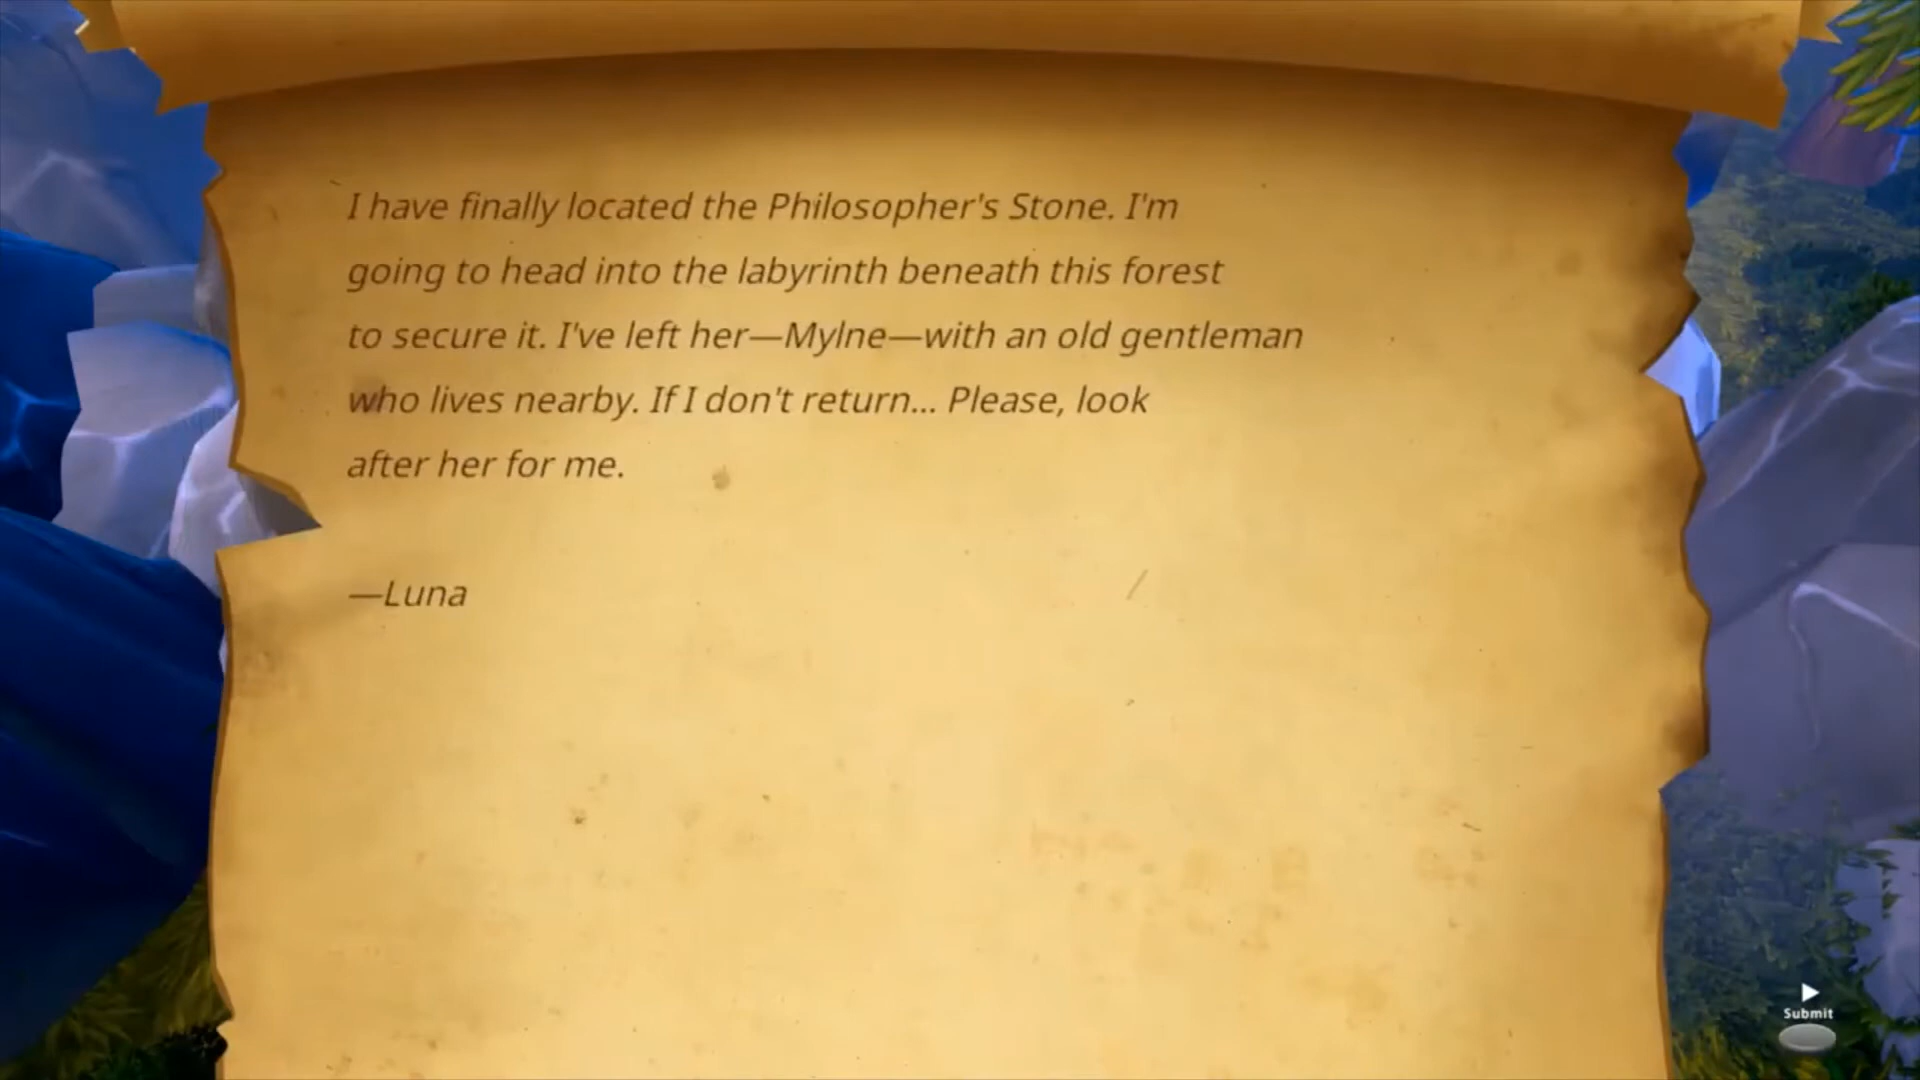 I have finally located the Philosopher's Stone. I'm
going to head into the labyrinth beneath this forest
to secure it. I've left her—Mylne—with an old gentleman
who lives nearby. If I don't return... Please, look
after her for me.
—Luna
Submit